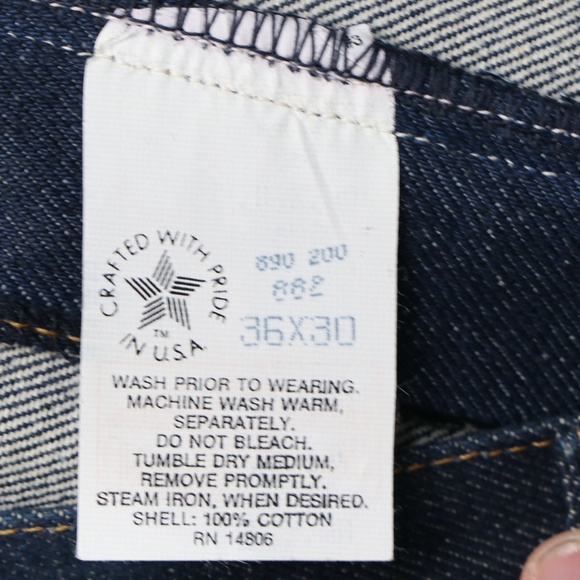 CRAFTED WITH PRIDE
TM
IN U.S.A.
890 200
882
36X30
WASH PRIOR TO WEARING.
MACHINE WASH WARM,
SEPARATELY.
DO NOT BLEACH.
TUMBLE DRY MEDIUM,
REMOVE PROMPTLY.
STEAM IRON, WHEN DESIRED.
SHELL: 100% COTTON
RN 14806